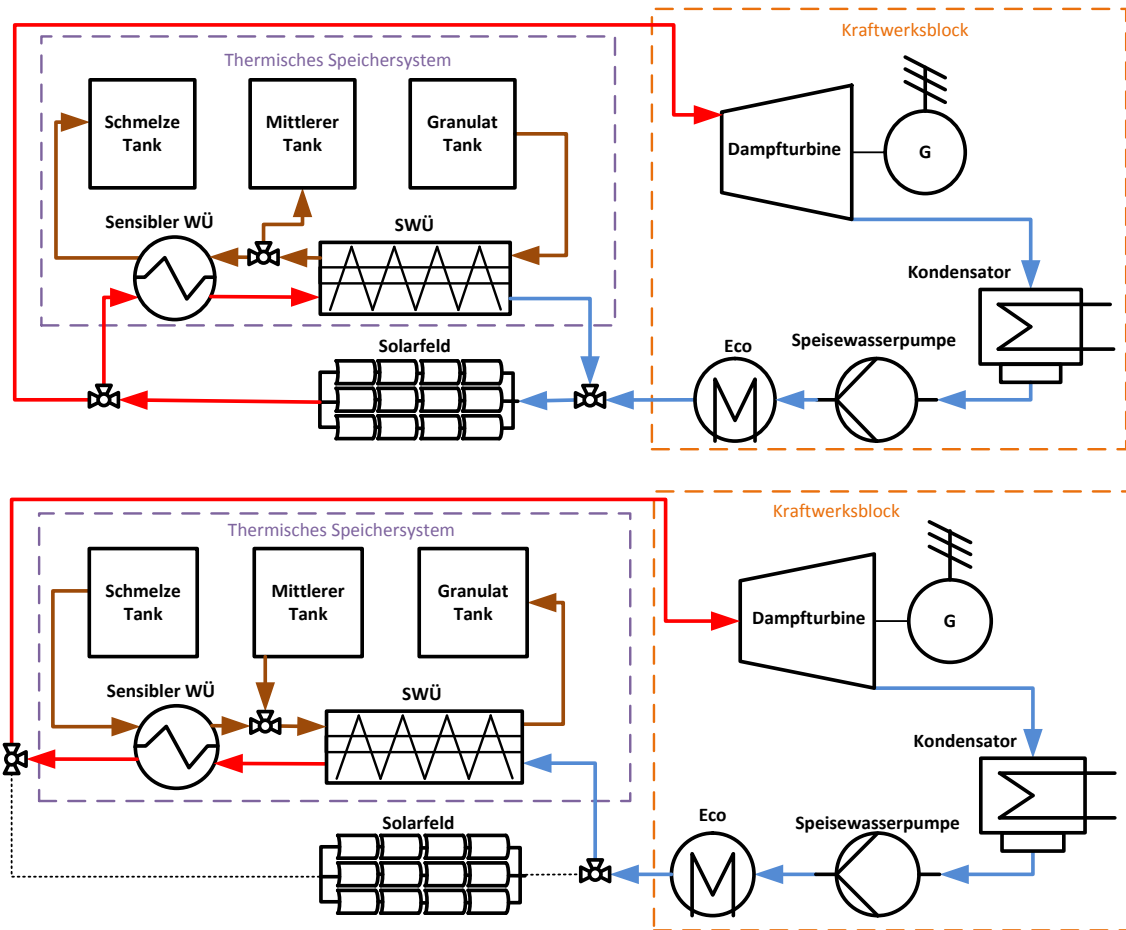 Kraftwerksblock
Thermisches Speichersystem
Schmelze
Tank
Mittlerer
Tank
Granulat
Tank
Dampfturbine
G
Sensibler WÜ
SWÜ
Kondensator
Solarfeld
Eco
Speisewasserpumpe
Kraftwerksblock
Thermisches Speichersystem
Schmelze
Tank
Mittlerer
Tank
Granulat
Tank
Dampfturbine
G
Sensibler WÜ
SWÜ
Kondensator
Solarfeld
Eco
Speisewasserpumpe